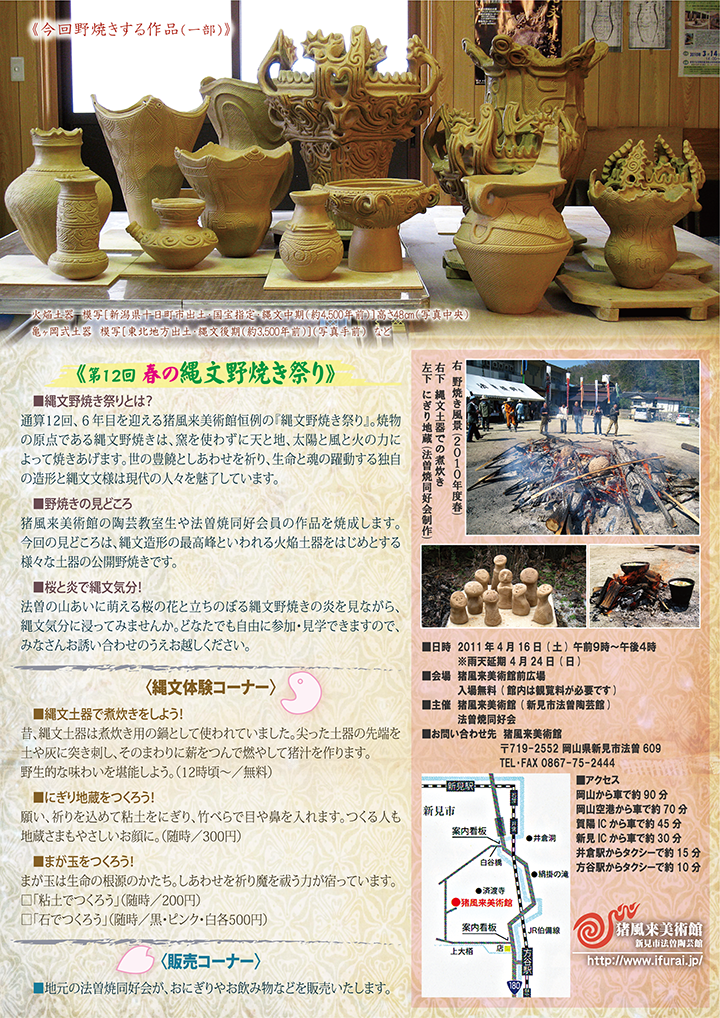 《今回野焼きする作品(一部)》
火焔土器 模写[新潟県十日町市出土・国宝指定・縄文中期(約4,500年前)]高さ48㎝(写真中央)
亀ヶ岡式土器 模写[東北地方出土・縄文後期(約3,500年前)](写真手前) など
《第12回 春の縄文野焼き祭り》
■縄文野焼き祭りとは?
通算12回、6年目を迎える猪風来美術館恒例の『縄文野焼き祭り』。焼物
の原点である縄文野焼きは、窯を使わずに天と地、太陽と風と火の力に
よって焼きあげます。世の豊饒としあわせを祈り、生命と魂の躍動する独自
の造形と縄文文様は現代の人々を魅了しています。
■野焼きの見どころ
猪風来美術館の陶芸教室生や法曽焼同好会員の作品を焼成します。
今回の見どころは、縄文造形の最高峰といわれる火焔土器をはじめとする
様々な土器の公開野焼きです。
■桜と炎で縄文気分!
法曽の山あいに萌える桜の花と立ちのぼる縄文野焼きの炎を見ながら、
縄文気分に浸ってみませんか。どなたでも自由に参加・見学できますので、
みなさんお誘い合わせのうえお越しください。
〈縄文体験コーナー〉
■縄文土器で煮炊きをしよう!
昔、縄文土器は煮炊き用の鍋として使われていました。尖った土器の先端を
土や灰に突き刺し、そのまわりに薪をつんで燃やして猪汁を作ります。
野生的な味わいを堪能しよう。(12時頃〜/無料)
■にぎり地蔵をつくろう!
願い、祈りを込めて粘土をにぎり、竹べらで目や鼻を入れます。つくる人も
地蔵さまもやさしいお顔に。(随時/300円)
■まが玉をつくろう!
まが玉は生命の根源のかたち。しあわせを祈り魔を祓う力が宿っています。
□「粘土でつくろう」(随時/200円)
□「石でつくろう」(随時/黒・ピンク・白各500円)
〈販売コーナー〉
■地元の法曽焼同好会が、おにぎりやお飲み物などを販売いたします。
右 野焼き風景(2010年度春)
右下 縄文土器での煮炊き
左下 にぎり地蔵(法曽焼同好会制作)
■日時 2011年4月16日(土)午前9時〜午後4時
※雨天延期 4月24日(日)
■会場 猪風来美術館前広場
入場無料(館内は観覧料が必要です)
■主催 猪風来美術館(新見市法曽陶芸館)
法曽焼同好会
■お問い合わせ先 猪風来美術館
〒719-2552 岡山県新見市法曽609
TEL・FAX 0867-75-2444
新見駅
新見市
案内看板
井倉洞
白谷橋
絹掛の滝
済渡寺
猪風来美術館
案内看板
JR伯備線
上大栢
店
方谷駅
180
■アクセス
岡山から車で約90分
岡山空港から車で約70分
賀陽ICから車で約45分
新見ICから車で約30分
井倉駅からタクシーで約15分
方谷駅からタクシーで約10分
猪風来美術館
新見市法曽陶芸館
http://www.ifurai.jp/